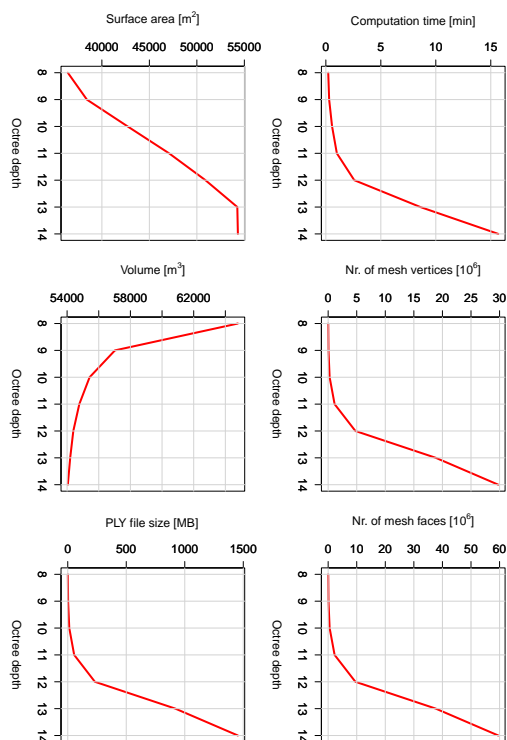 Surface area [m²]
40000 45000 50000 55000
8
9
10
11
12
13
14
Octree depth
Computation time [min]
0 5 10 15
8
9
10
11
12
13
14
Octree depth
Volume [m³]
54000 58000 62000
8
9
10
11
12
13
14
Octree depth
Nr. of mesh vertices [10⁶]
0 5 10 15 20 25 30
8
9
10
11
12
13
14
Octree depth
PLY file size [MB]
0 500 1000 1500
8
9
10
11
12
13
14
Octree depth
Nr. of mesh faces [10⁶]
0 10 20 30 40 50 60
8
9
10
11
12
13
14
Octree depth